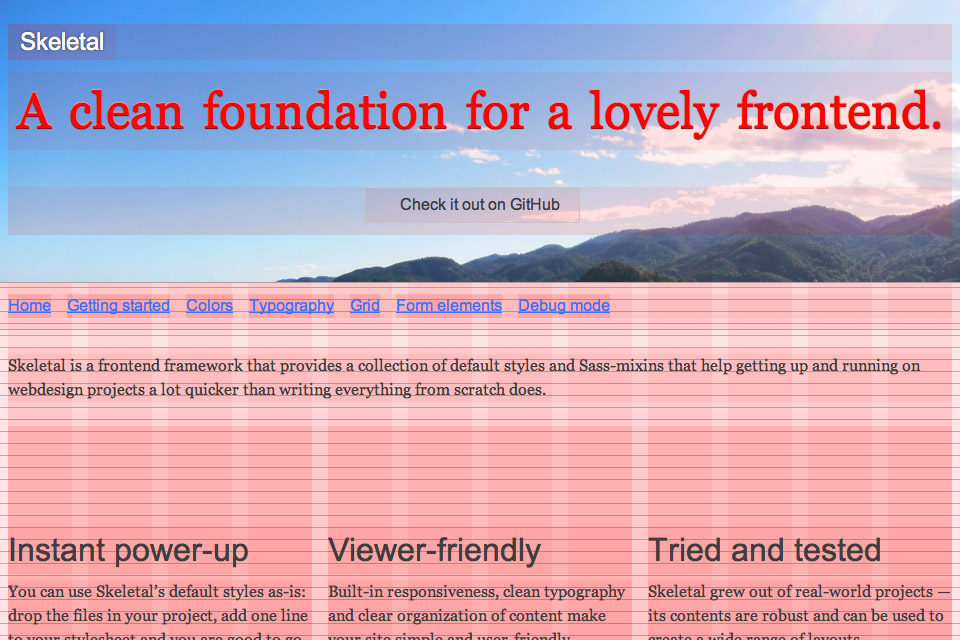 Skeletal
A clean foundation for a lovely frontend.
Check it out on GitHub
Home Getting started Colors Typography Grid Form elements Debug mode
Skeletal is a frontend framework that provides a collection of default styles and Sass-mixins that help getting up and running on
webdesign projects a lot quicker than writing everything from scratch does.
Instant power-up
You can use Skeletal’s default styles as-is:
drop the files in your project, add one line
to your stylesheet and you are good to go.
Viewer-friendly
Built-in responsiveness, clean typography
and clear organization of content make
your site simple and user-friendly.
Tried and tested
Skeletal grew out of real-world projects —
its contents are robust and can be used to
create a wide range of layouts.